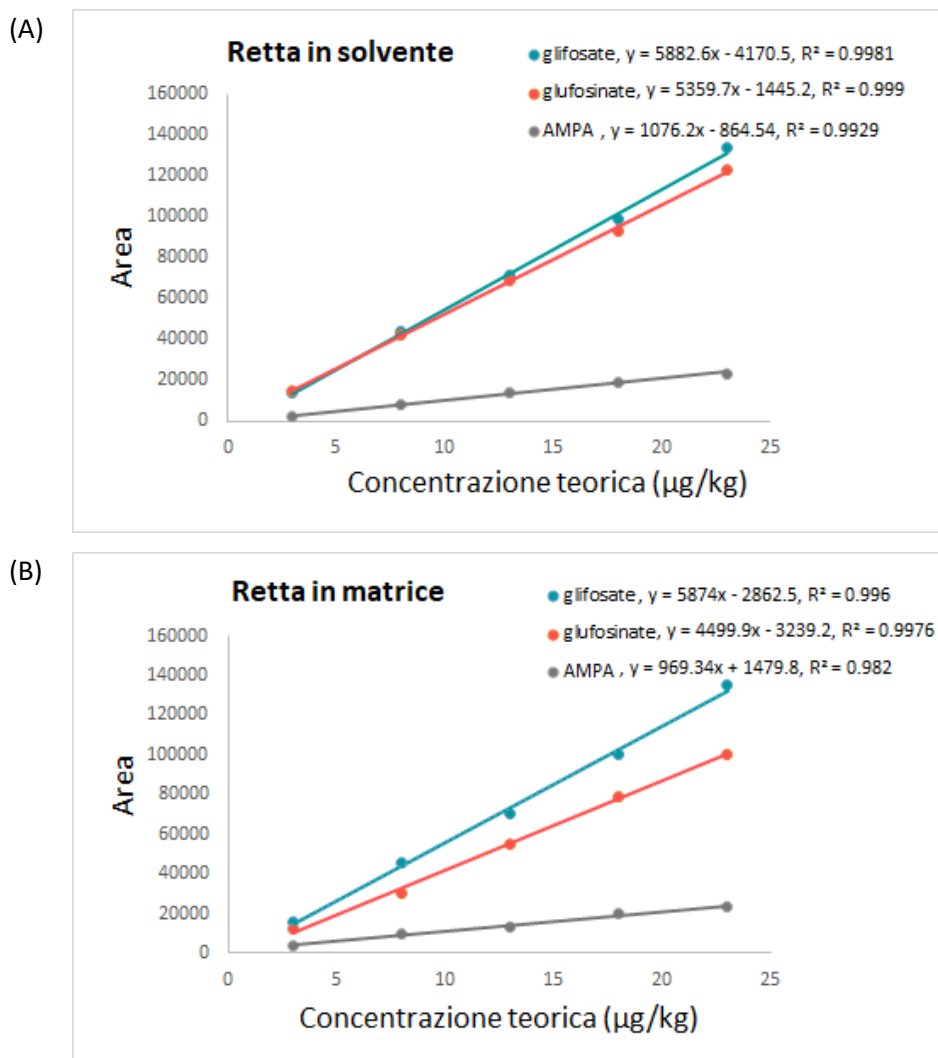 (A)
Retta in solvente
glifosate, y = 5882.6x - 4170.5, R² = 0.9981
glufosinate, y = 5359.7x - 1445.2, R² = 0.999
AMPA , y = 1076.2x - 864.54, R² = 0.9929
160000
140000
120000
100000
80000
60000
40000
20000
0
Area
0 5 10 15 20 25
Concentrazione teorica (µg/kg)
(B)
Retta in matrice
glifosate, y = 5874x - 2862.5, R² = 0.996
glufosinate, y = 4499.9x - 3239.2, R² = 0.9976
AMPA , y = 969.34x + 1479.8, R² = 0.982
160000
140000
120000
100000
80000
60000
40000
20000
0
Area
0 5 10 15 20 25
Concentrazione teorica (µg/kg)